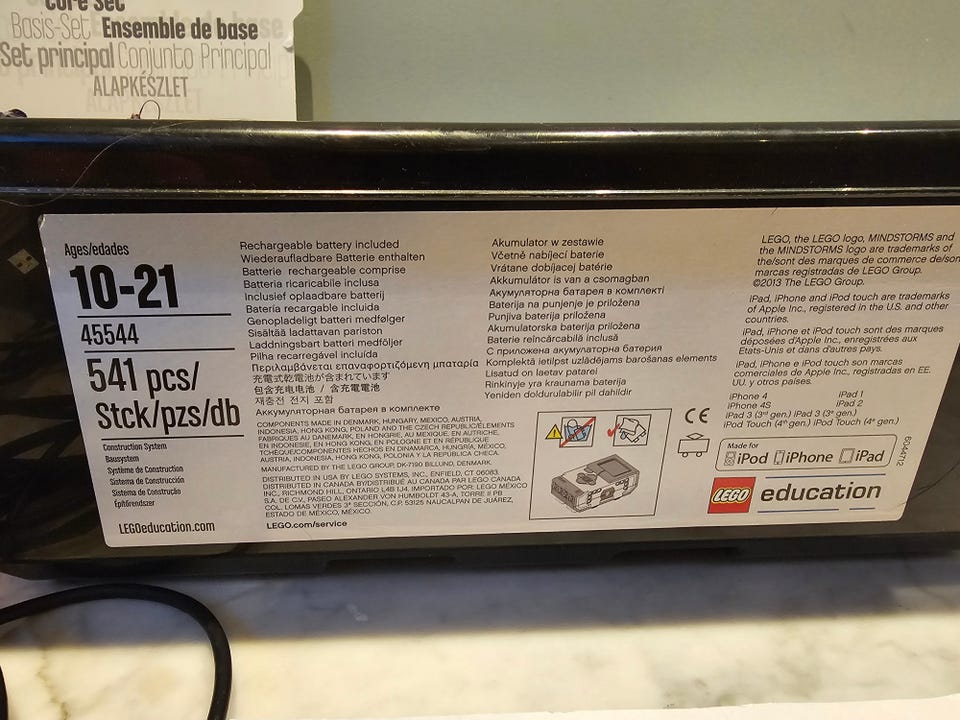 Core Set
Basis-Set Ensemble de base
Set principal Conjunto Principal
ALAPKÉSZLET
Ages/edades
10-21
45544
541 pcs/
Stck/pzs/db
Construction System
Bausystem
Système de Construction
Sistema de Construcción
Sistema de Construção
Építőrendszer
LEGOeducation.com
Rechargeable battery included
Wiederaufladbare Batterie enthalten
Batterie rechargeable comprise
Batteria ricaricabile inclusa
Inclusief oplaadbare batterij
Batería recargable incluida
Genopladeligt batteri medfølger
Sisältää ladattavan pariston
Laddningsbart batteri medföljer
Pilha recarregável incluída
Περιλαμβάνεται επαναφορτιζόμενη μπαταρία
充電式乾電池が含まれています
包含充电电池 / 含充電電池
재충전 전지 포함
Аккумуляторная батарея в комплекте
COMPONENTS MADE IN DENMARK, HUNGARY, MEXICO, AUSTRIA,
INDONESIA, HONG KONG, POLAND AND THE CZECH REPUBLIC/ÉLÉMENTS
FABRIQUÉS AU DANEMARK, EN HONGRIE, AU MEXIQUE, EN AUTRICHE,
EN INDONÉSIE, EN HONG KONG, EN POLOGNE ET EN RÉPUBLIQUE
TCHÈQUE/COMPONENTES HECHOS EN DINAMARCA, HUNGRÍA, MÉXICO,
AUSTRIA, INDONESIA, HONG KONG, POLONIA Y LA REPÚBLICA CHECA.
MANUFACTURED BY THE LEGO GROUP, DK-7190 BILLUND, DENMARK.
DISTRIBUTED IN USA BY LEGO SYSTEMS, INC., ENFIELD, CT 06083.
DISTRIBUTED IN CANADA BY/DISTRIBUÉ AU CANADA PAR LEGO CANADA
INC., RICHMOND HILL, ONTARIO L4B 1J4. IMPORTADO POR: LEGO MÉXICO
S.A. DE C.V., PASEO ALEXANDER VON HUMBOLDT 43-A, TORRE II PB
COL. LOMAS VERDES 3ª SECCIÓN, C.P. 53125 NAUCALPAN DE JUÁREZ,
ESTADO DE MÉXICO, MÉXICO.
LEGO.com/service
Akumulator w zestawie
Včetně nabíjecí baterie
Vrátane dobíjacej batérie
Akkumulátor is van a csomagban
Акумуляторна батарея в комплекті
Baterija na punjenje je priložena
Punjiva baterija priložena
Akumulatorska baterija priložena
Baterie reîncărcabilă inclusă
С приложена акумулаторна батерия
Komplektā ietilpst uzlādējams barošanas elements
Lisatud on laetav patarei
Rinkinyje yra kraunama baterija
Yeniden doldurulabilir pil dahildir
CE
LEGO, the LEGO logo, MINDSTORMS and
the MINDSTORMS logo are trademarks of
the/sont des marques de commerce de/son
marcas registradas de LEGO Group.
©2013 The LEGO Group.
iPad, iPhone and iPod touch are trademarks
of Apple Inc., registered in the U.S. and other
countries.
iPad, iPhone et iPod touch sont des marques
déposées d'Apple Inc., enregistrées aux
Etats-Unis et dans d'autres pays.
iPad, iPhone e iPod touch son marcas
comerciales de Apple Inc., registradas en EE.
UU. y otros países.
iPhone 4 iPad 1
iPhone 4S iPad 2
iPad 3 (3rd gen.) iPad 3 (3ª gen.)
iPod Touch (4th gen.) iPod Touch (4ª gen.)
Made for
iPod iPhone iPad
6044712
LEGO education